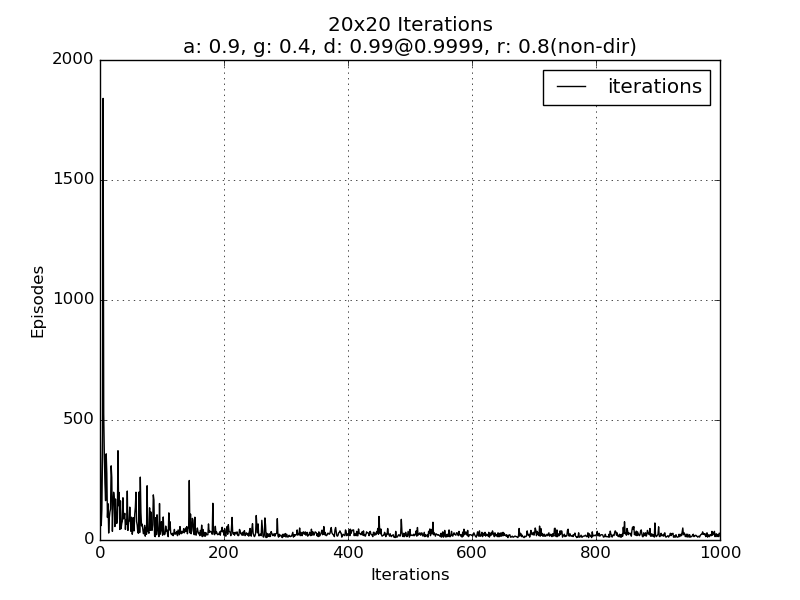 20x20 Iterations
a: 0.9, g: 0.4, d: 0.99@0.9999, r: 0.8(non-dir)
iterations
2000
1500
1000
500
0
Episodes
0 200 400 600 800 1000
Iterations